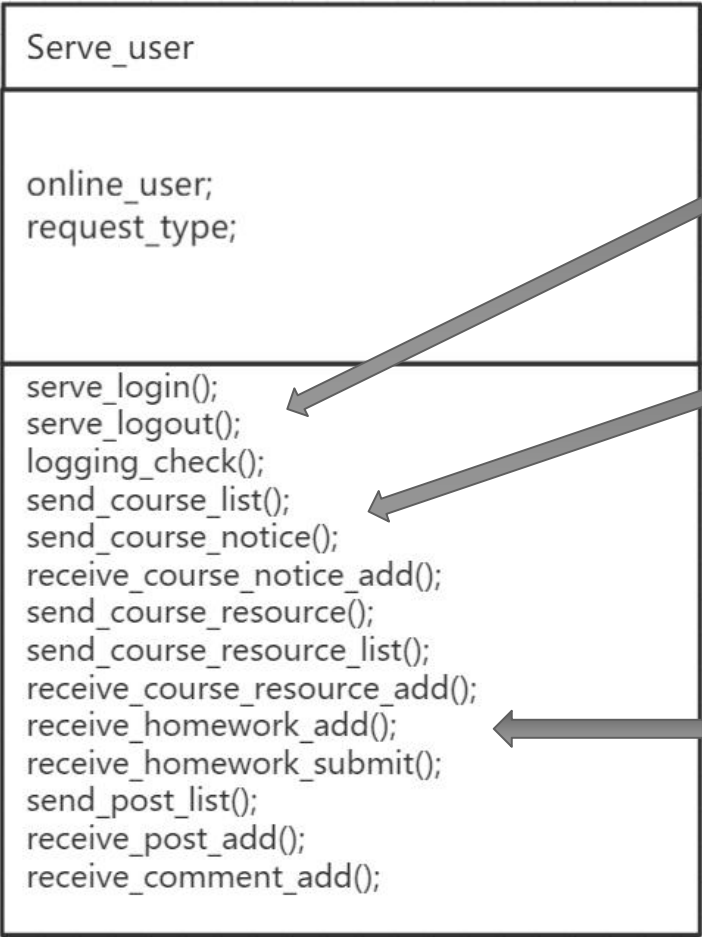 Serve_user
online_user;
request_type;
serve_login();
serve_logout();
logging_check();
send_course_list();
send_course_notice();
receive_course_notice_add();
send_course_resource();
send_course_resource_list();
receive_course_resource_add();
receive_homework_add();
receive_homework_submit();
send_post_list();
receive_post_add();
receive_comment_add();